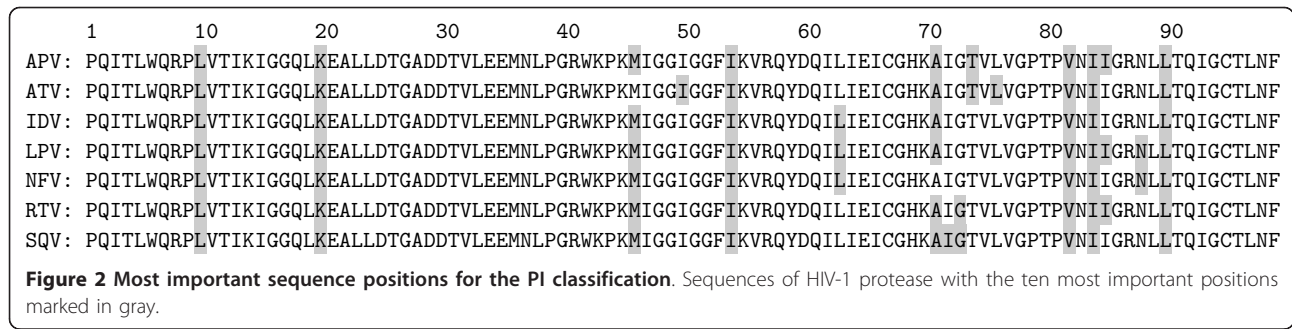 1 10 20 30 40 50 60 70 80 90
APV: PQITLWQRPLVTIKIGGQLKEALLDTGADDTVLEEMNLPGRWKPKMIGGIGGFIKVRQYDQILIEICGHKAIGTVLVGPTPVNIIGRNLLTQIGCTLNF
ATV: PQITLWQRPLVTIKIGGQLKEALLDTGADDTVLEEMNLPGRWKPKMIGGIGGFIKVRQYDQILIEICGHKAIGTVLVGPTPVNIIGRNLLTQIGCTLNF
IDV: PQITLWQRPLVTIKIGGQLKEALLDTGADDTVLEEMNLPGRWKPKMIGGIGGFIKVRQYDQILIEICGHKAIGTVLVGPTPVNIIGRNLLTQIGCTLNF
LPV: PQITLWQRPLVTIKIGGQLKEALLDTGADDTVLEEMNLPGRWKPKMIGGIGGFIKVRQYDQILIEICGHKAIGTVLVGPTPVNIIGRNLLTQIGCTLNF
NFV: PQITLWQRPLVTIKIGGQLKEALLDTGADDTVLEEMNLPGRWKPKMIGGIGGFIKVRQYDQILIEICGHKAIGTVLVGPTPVNIIGRNLLTQIGCTLNF
RTV: PQITLWQRPLVTIKIGGQLKEALLDTGADDTVLEEMNLPGRWKPKMIGGIGGFIKVRQYDQILIEICGHKAIGTVLVGPTPVNIIGRNLLTQIGCTLNF
SQV: PQITLWQRPLVTIKIGGQLKEALLDTGADDTVLEEMNLPGRWKPKMIGGIGGFIKVRQYDQILIEICGHKAIGTVLVGPTPVNIIGRNLLTQIGCTLNF
Figure 2 Most important sequence positions for the PI classification. Sequences of HIV-1 protease with the ten most important positions
marked in gray.